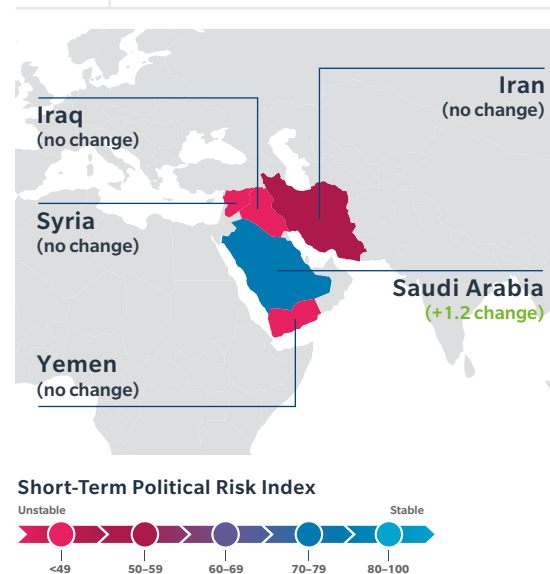 Iran
(no change)
Iraq
(no change)
Syria
(no change)
Saudi Arabia
(+1.2 change)
Yemen
(no change)
Short-Term Political Risk Index
Unstable
Stable
<49
50–59
60–69
70–79
80–100